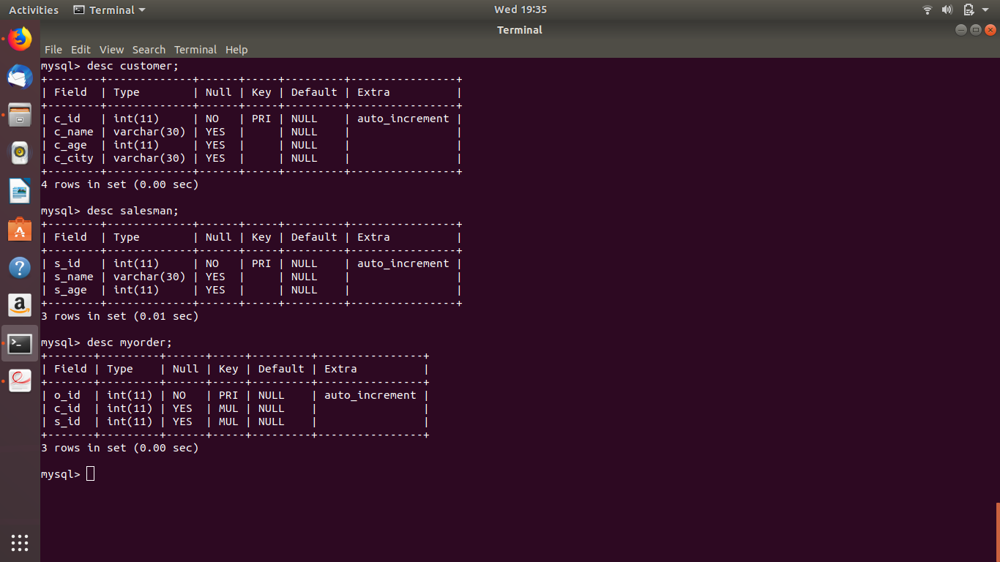 Activities Terminal Wed 19:35
Terminal
File Edit View Search Terminal Help
mysql> desc customer;
+--------+-------------+------+-----+---------+----------------+
| Field  | Type        | Null | Key | Default | Extra          |
+--------+-------------+------+-----+---------+----------------+
| c_id   | int(11)     | NO   | PRI | NULL    | auto_increment |
| c_name | varchar(30) | YES  |     | NULL    |                |
| c_age  | int(11)     | YES  |     | NULL    |                |
| c_city | varchar(30) | YES  |     | NULL    |                |
+--------+-------------+------+-----+---------+----------------+
4 rows in set (0.00 sec)
mysql> desc salesman;
+--------+-------------+------+-----+---------+----------------+
| Field  | Type        | Null | Key | Default | Extra          |
+--------+-------------+------+-----+---------+----------------+
| s_id   | int(11)     | NO   | PRI | NULL    | auto_increment |
| s_name | varchar(30) | YES  |     | NULL    |                |
| s_age  | int(11)     | YES  |     | NULL    |                |
+--------+-------------+------+-----+---------+----------------+
3 rows in set (0.01 sec)
mysql> desc myorder;
+-------+---------+------+-----+---------+----------------+
| Field | Type    | Null | Key | Default | Extra          |
+-------+---------+------+-----+---------+----------------+
| o_id  | int(11) | NO   | PRI | NULL    | auto_increment |
| c_id  | int(11) | YES  | MUL | NULL    |                |
| s_id  | int(11) | YES  | MUL | NULL    |                |
+-------+---------+------+-----+---------+----------------+
3 rows in set (0.00 sec)
mysql>